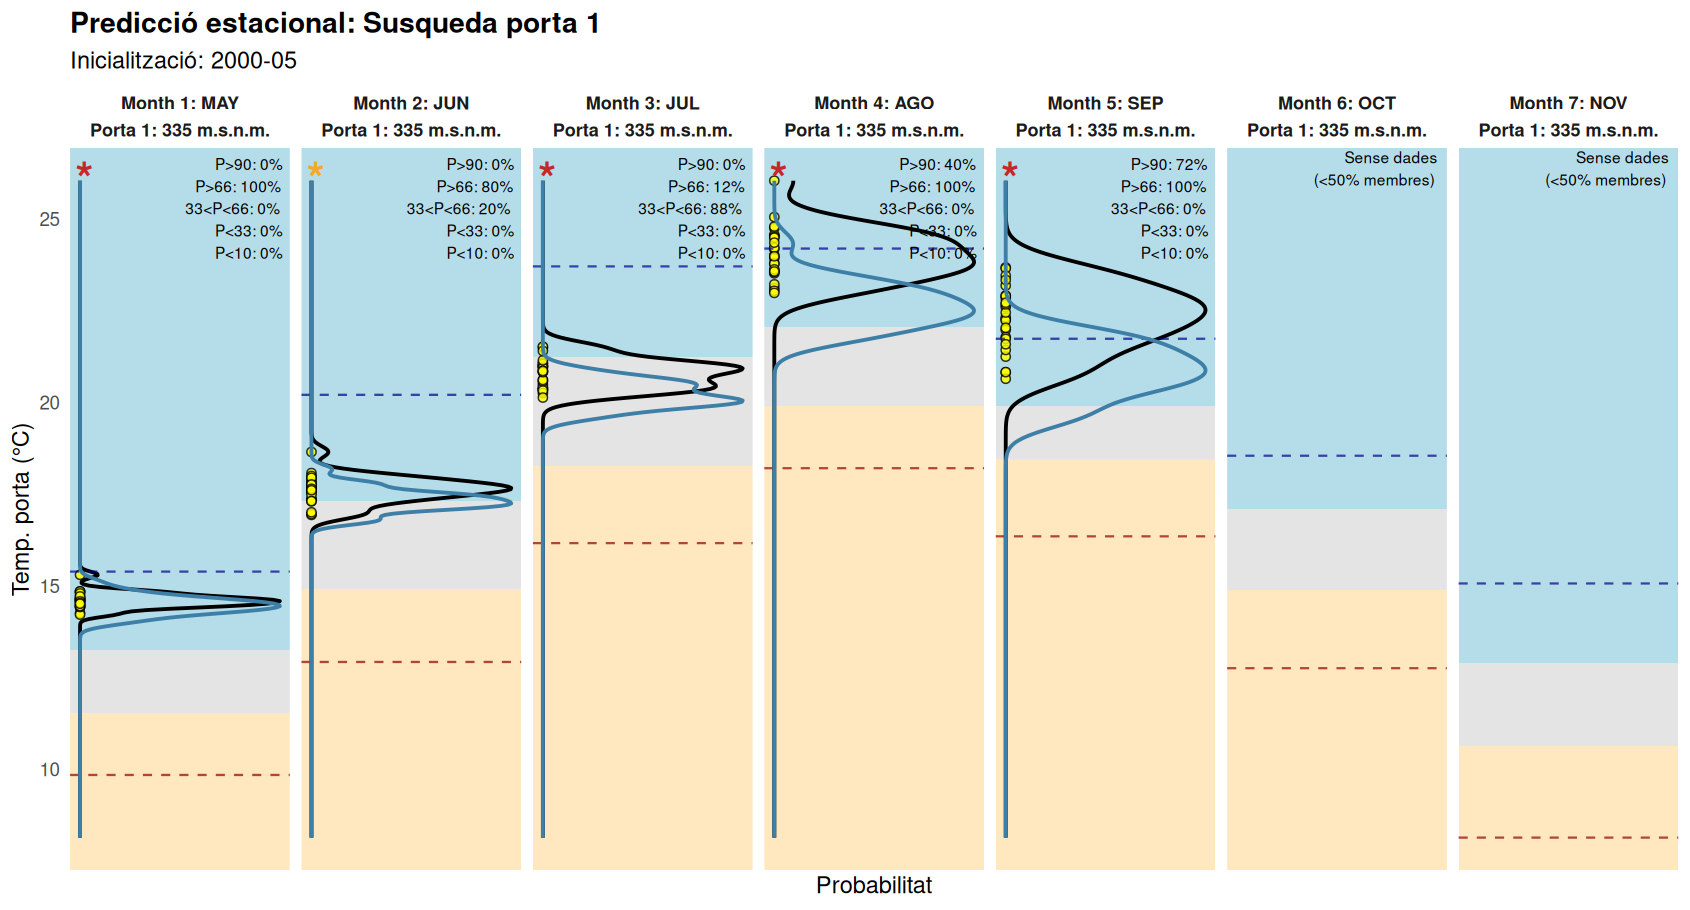 Predicció estacional: Susqueda porta 1
Inicialització: 2000-05
Month 1: MAY
Porta 1: 335 m.s.n.m.
Month 2: JUN
Porta 1: 335 m.s.n.m.
Month 3: JUL
Porta 1: 335 m.s.n.m.
Month 4: AGO
Porta 1: 335 m.s.n.m.
Month 5: SEP
Porta 1: 335 m.s.n.m.
Month 6: OCT
Porta 1: 335 m.s.n.m.
Month 7: NOV
Porta 1: 335 m.s.n.m.
*
P>90: 0%
P>66: 100%
33<P<66: 0%
P<33: 0%
P<10: 0%
*
P>90: 0%
P>66: 80%
33<P<66: 20%
P<33: 0%
P<10: 0%
*
P>90: 0%
P>66: 12%
33<P<66: 88%
P<33: 0%
P<10: 0%
*
P>90: 40%
P>66: 100%
33<P<66: 0%
P<33: 0%
P<10: 0%
*
P>90: 72%
P>66: 100%
33<P<66: 0%
P<33: 0%
P<10: 0%
Sense dades
(<50% membres)
Sense dades
(<50% membres)
25
20
15
10
Temp. porta (°C)
Probabilitat